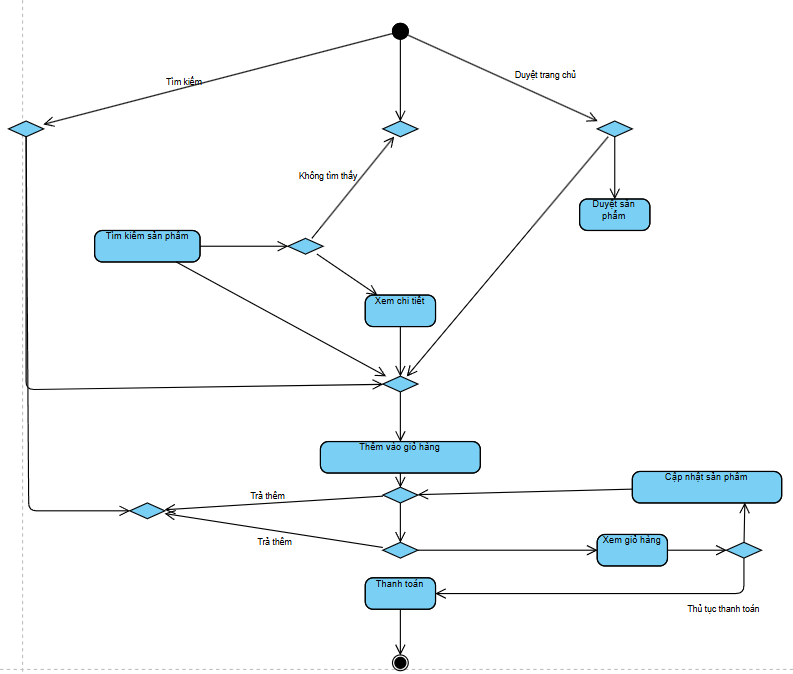 Tìm kiếm
Duyệt trang chủ
Không tìm thấy
Duyệt sản
phẩm
Tìm kiếm sản phẩm
Xem chi tiết
Thêm vào giỏ hàng
Cập nhật sản phẩm
Trả thêm
Trả thêm
Xem giỏ hàng
Thanh toán
Thủ tục thanh toán